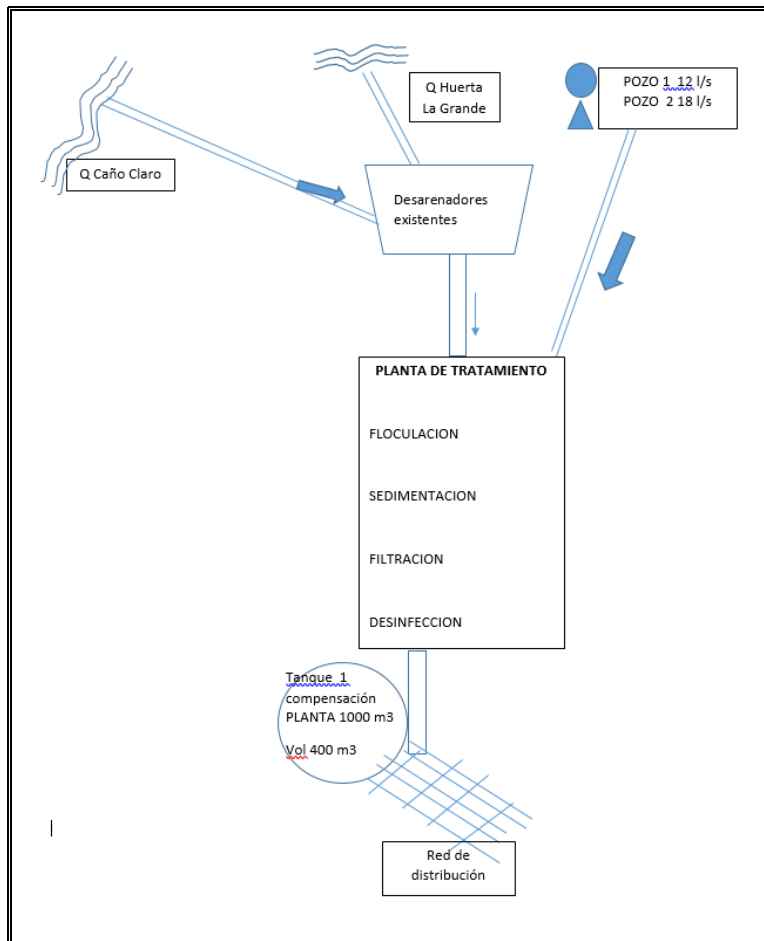 Q Huerta
La Grande
POZO 1 12 l/s
POZO 2 18 l/s
Q Caño Claro
Desarenadores
existentes
PLANTA DE TRATAMIENTO
FLOCULACION
SEDIMENTACION
FILTRACION
DESINFECCION
Tanque 1
compensación
PLANTA 1000 m3
Vol 400 m3
Red de
distribución